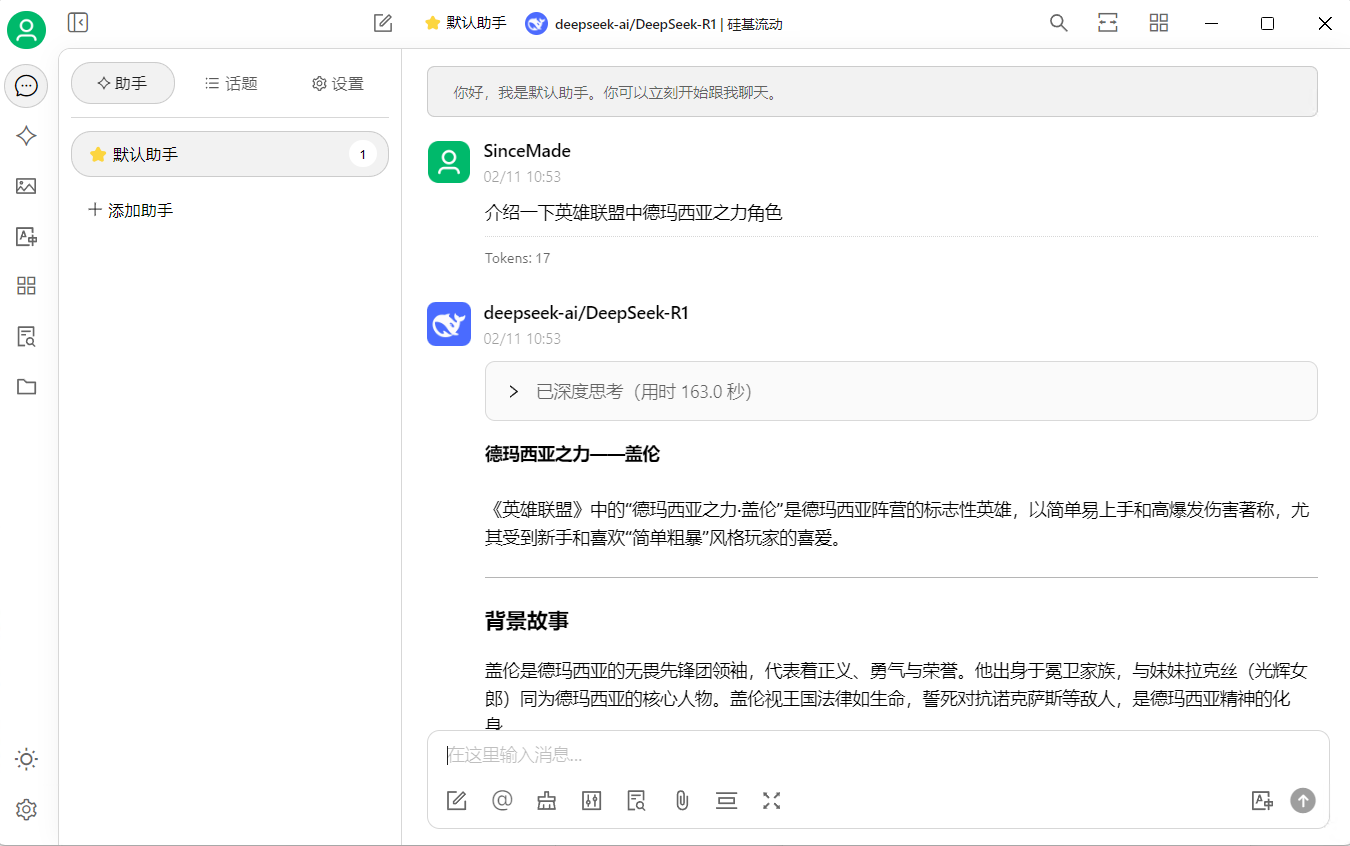 默认助手 deepseek-ai/DeepSeek-R1 | 硅基流动
助手 话题 设置
默认助手 1
添加助手
你好，我是默认助手。你可以立刻开始跟我聊天。
SinceMade
02/11 10:53
介绍一下英雄联盟中德玛西亚之力角色
Tokens: 17
deepseek-ai/DeepSeek-R1
02/11 10:53
已深度思考（用时 163.0 秒）
德玛西亚之力——盖伦
《英雄联盟》中的“德玛西亚之力·盖伦”是德玛西亚阵营的标志性英雄，以简单易上手和高爆发伤害著称，尤
其受到新手和喜欢“简单粗暴”风格玩家的喜爱。
背景故事
盖伦是德玛西亚的无畏先锋团领袖，代表着正义、勇气与荣誉。他出身于冕卫家族，与妹妹拉克丝（光辉女
郎）同为德玛西亚的核心人物。盖伦视王国法律如生命，誓死对抗诺克萨斯等敌人，是德玛西亚精神的化
身
在这里输入消息...